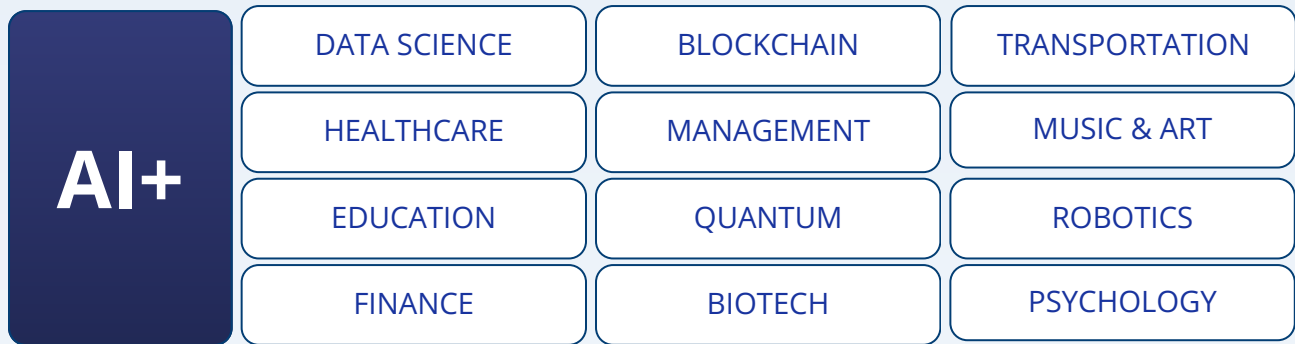 AI+
DATA SCIENCE
BLOCKCHAIN
TRANSPORTATION
HEALTHCARE
MANAGEMENT
MUSIC & ART
EDUCATION
QUANTUM
ROBOTICS
FINANCE
BIOTECH
PSYCHOLOGY